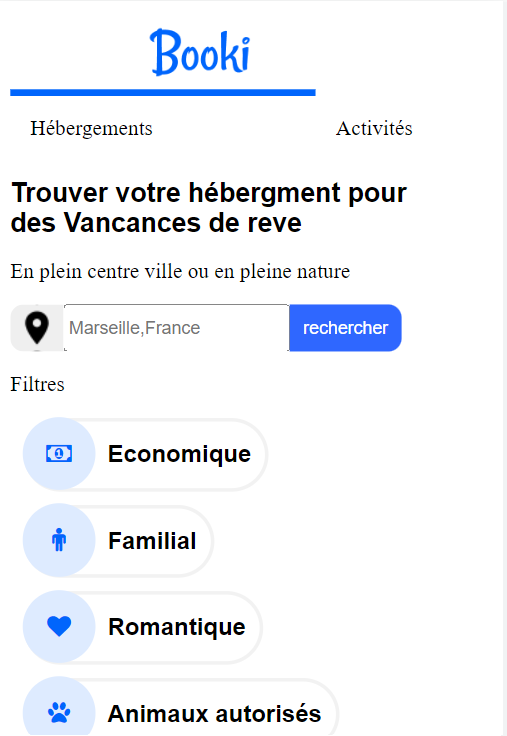 Booki
Hébergements Activités
Trouver votre hébergment pour
des Vancances de reve
En plein centre ville ou en pleine nature
Marseille,France rechercher
Filtres
1 Economique
Familial
Romantique
Animaux autorisés